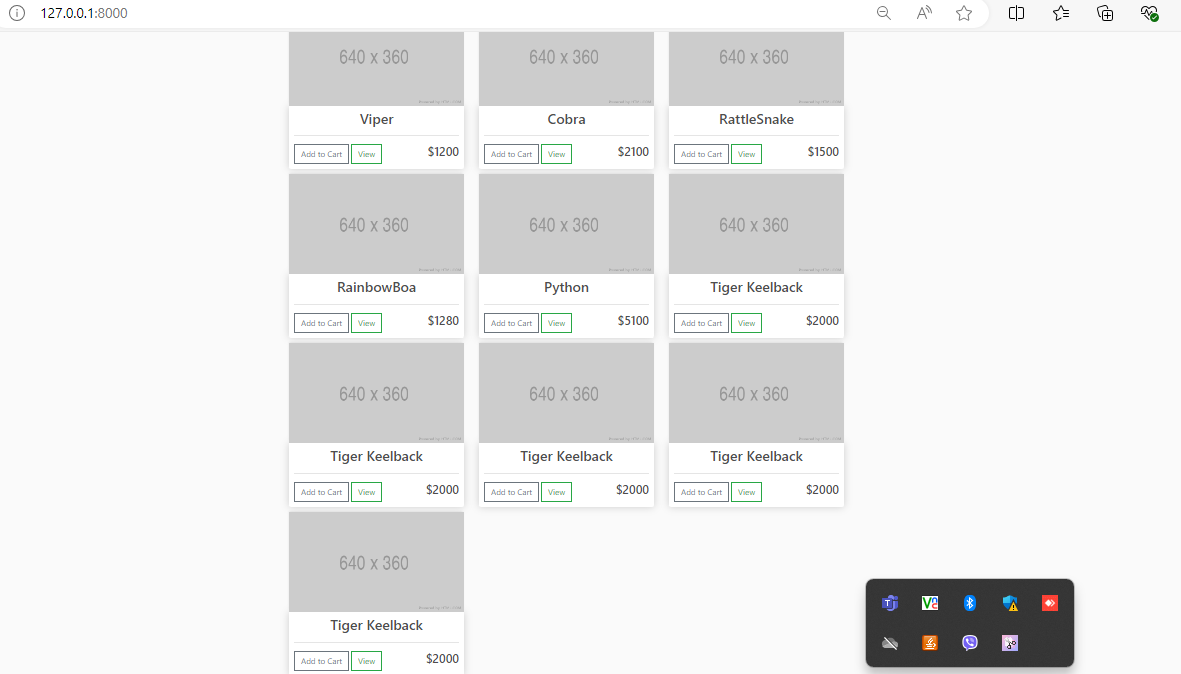 127.0.0.1:8000
640 x 360 640 x 360 640 x 360
Viper Cobra RattleSnake
Add to Cart View $1200 Add to Cart View $2100 Add to Cart View $1500
640 x 360 640 x 360 640 x 360
RainbowBoa Python Tiger Keelback
Add to Cart View $1280 Add to Cart View $5100 Add to Cart View $2000
640 x 360 640 x 360 640 x 360
Tiger Keelback Tiger Keelback Tiger Keelback
Add to Cart View $2000 Add to Cart View $2000 Add to Cart View $2000
640 x 360
Tiger Keelback
Add to Cart View $2000